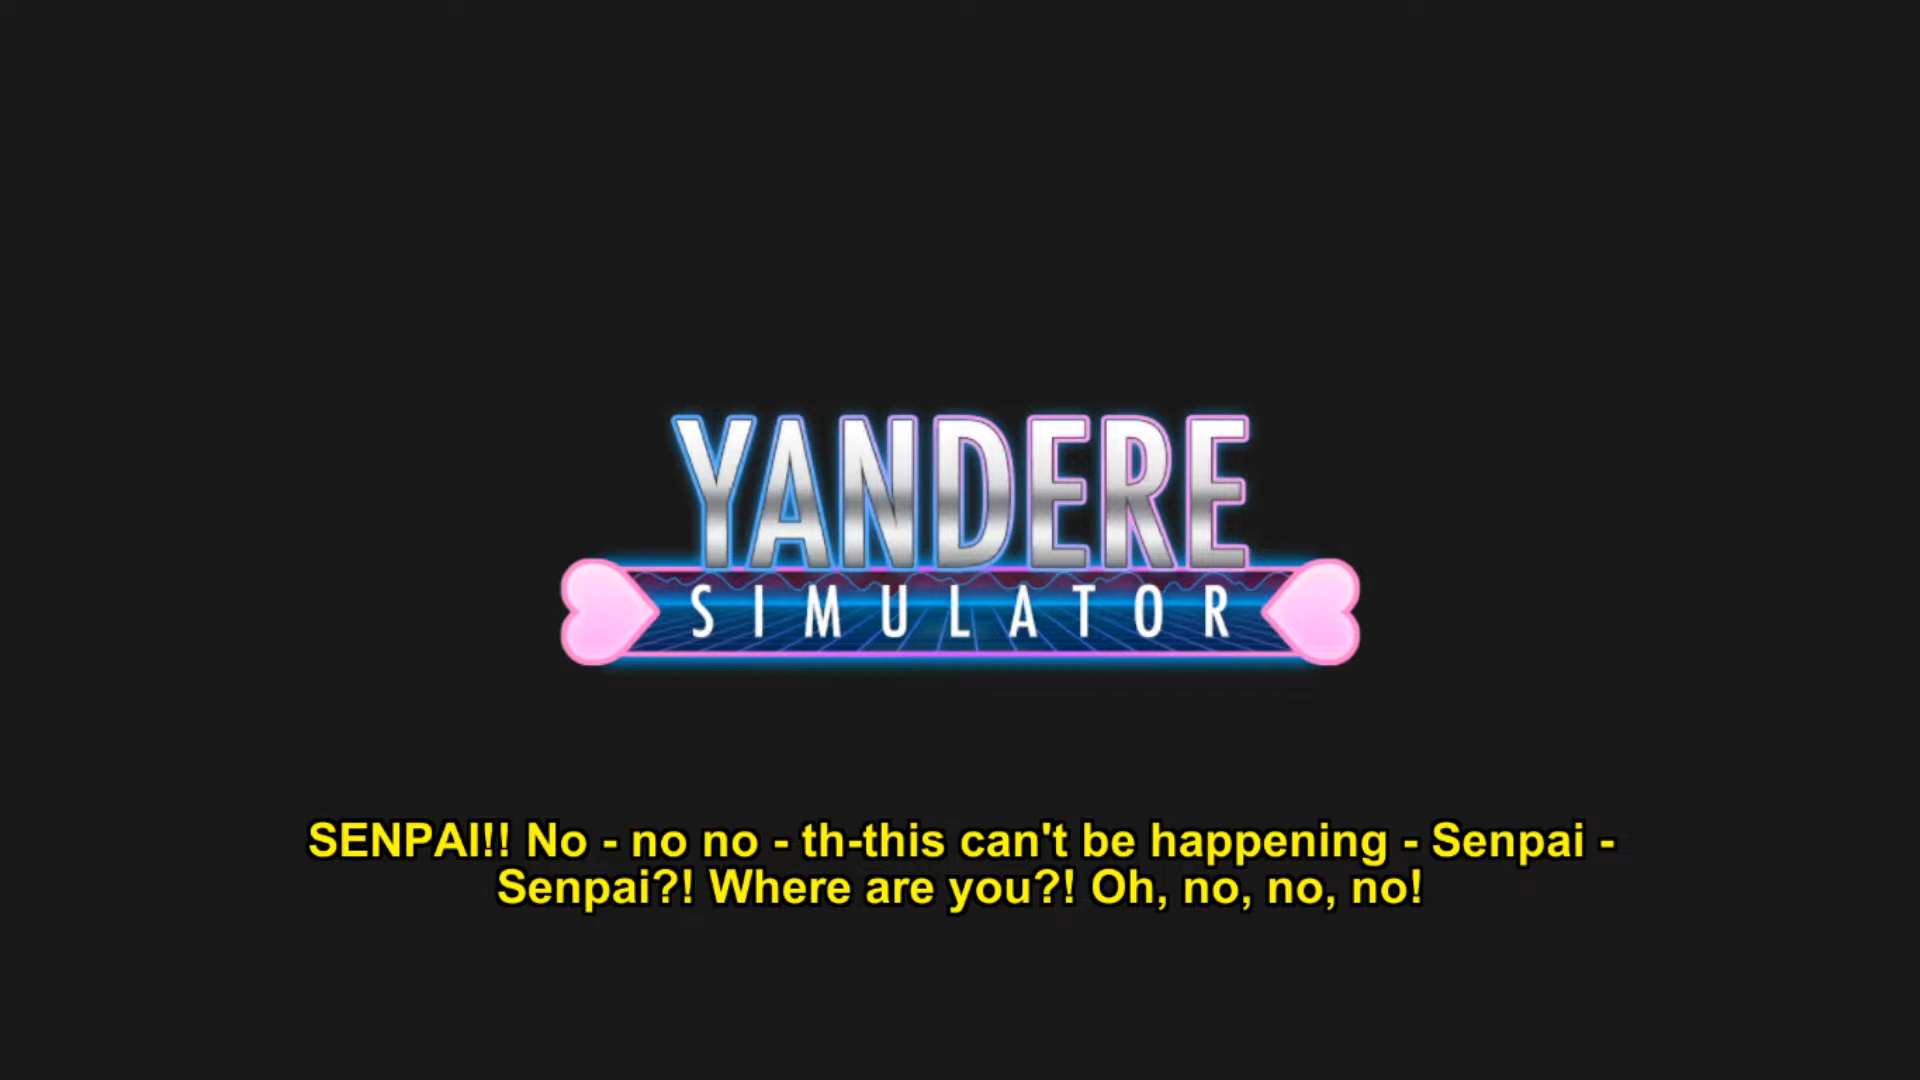 YANDERE
SIMULATOR
SENPAI!! No - no no - th-this can't be happening - Senpai -
Senpai?! Where are you?! Oh, no, no, no!